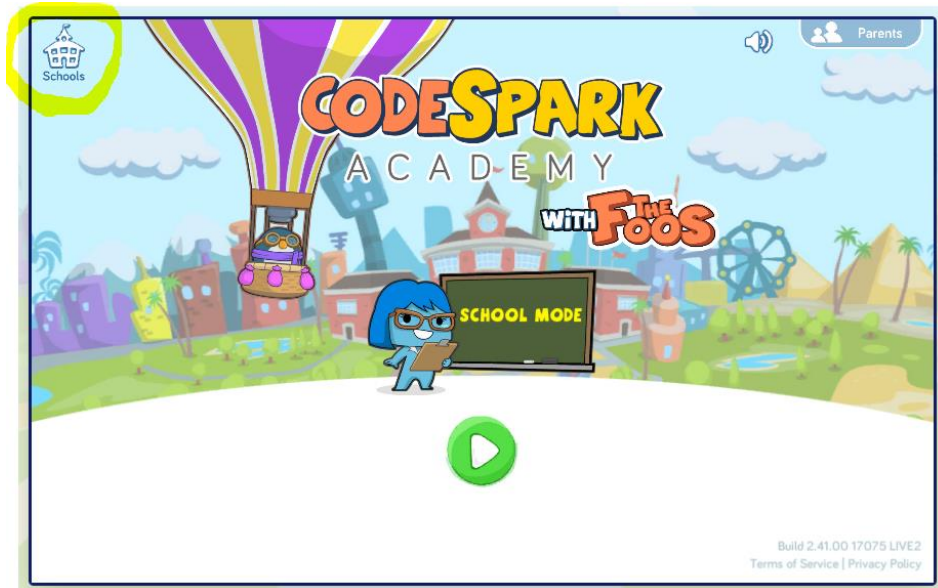 Schools
Parents
CODESPARK
ACADEMY
WITH THE FOOS
SCHOOL MODE
Build 2.41.00 17075 LIVE2
Terms of Service | Privacy Policy